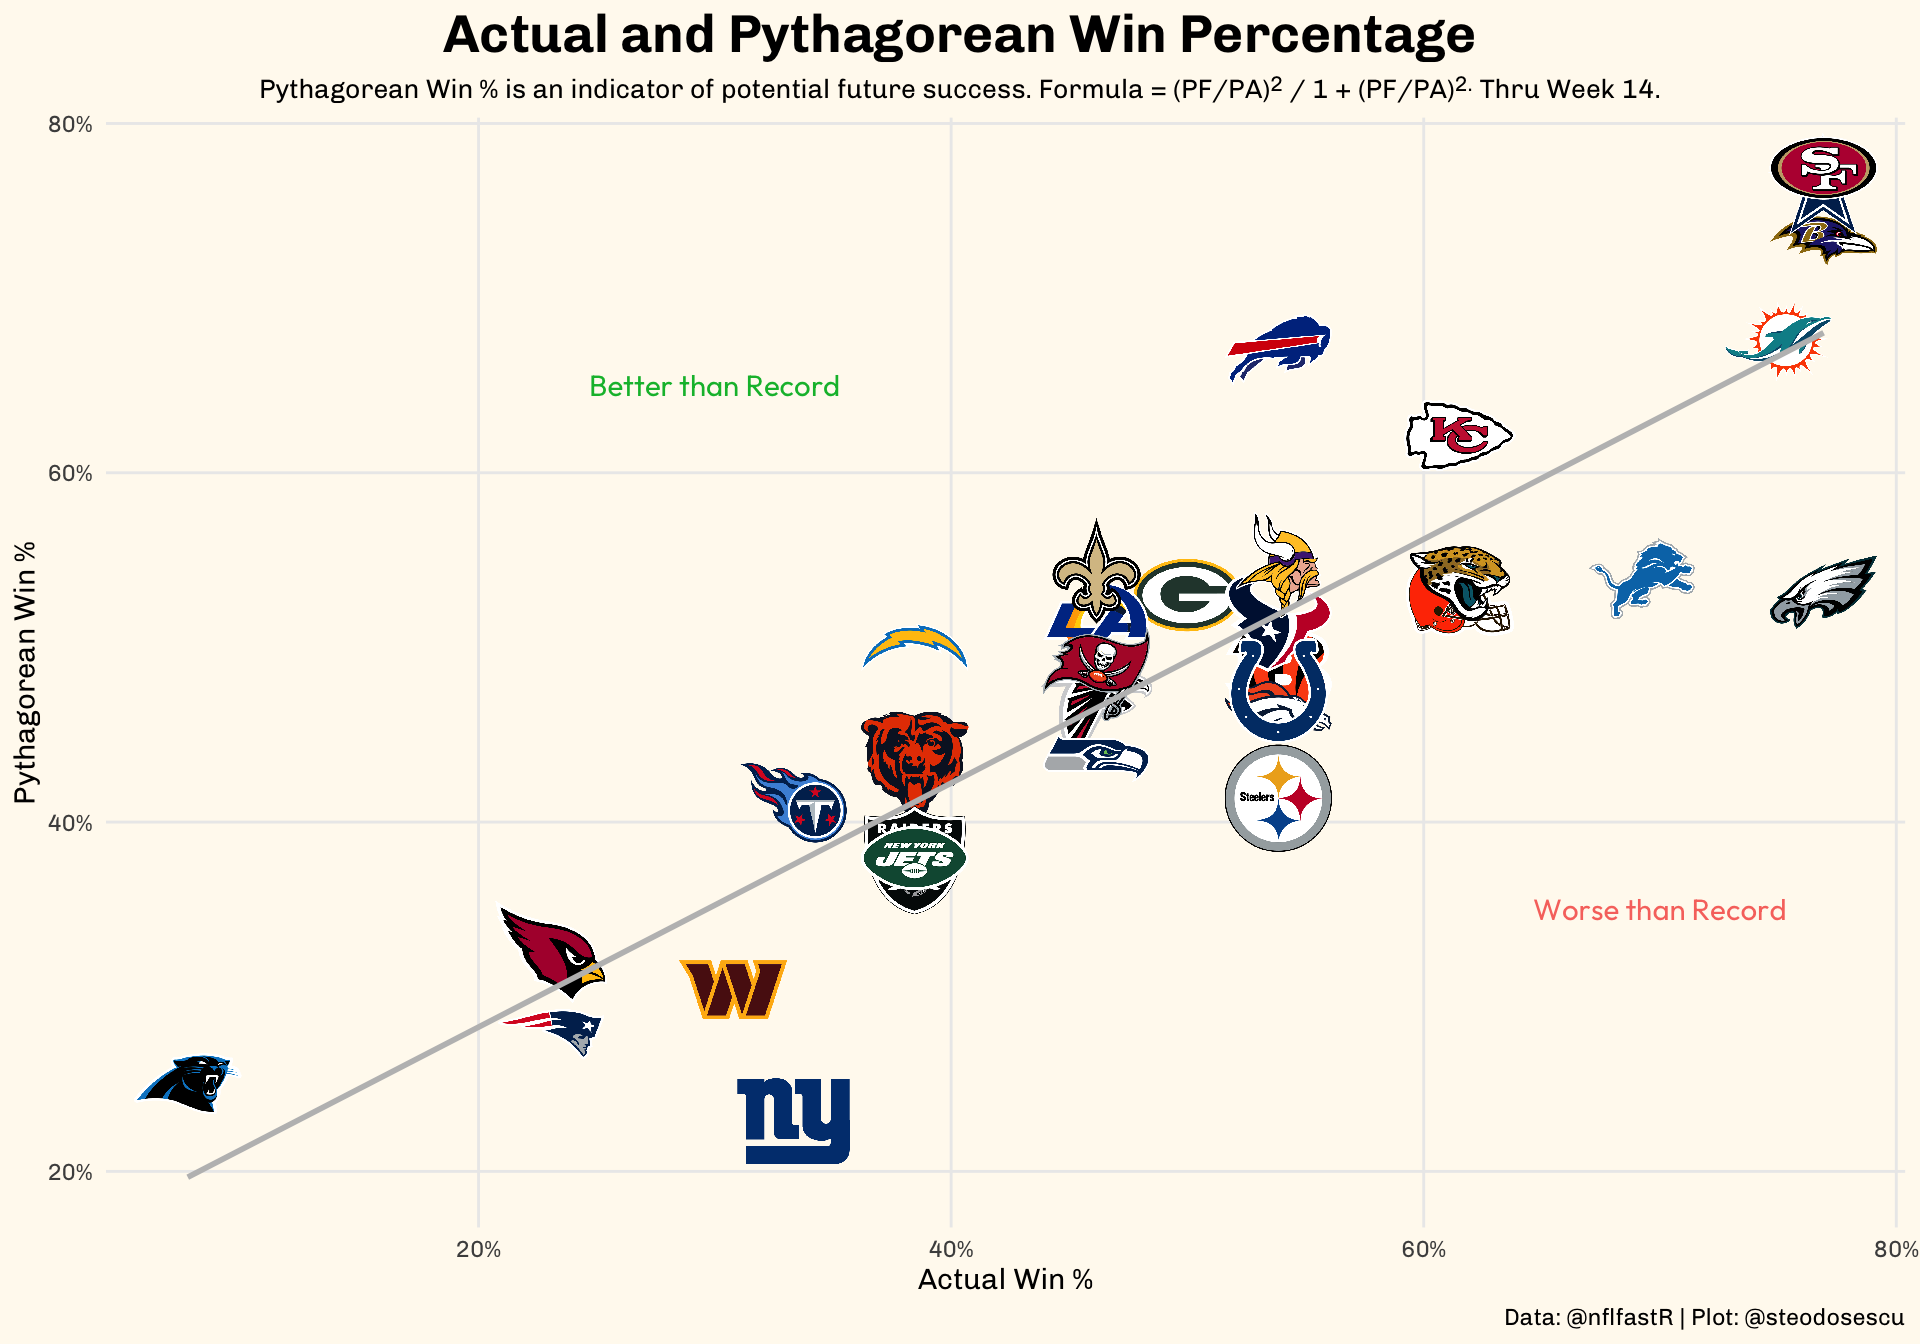 Actual and Pythagorean Win Percentage
Pythagorean Win % is an indicator of potential future success. Formula = (PF/PA)² / 1 + (PF/PA)²· Thru Week 14.
80%
60%
40%
20%
Pythagorean Win %
Better than Record
Worse than Record
SF
B
KC
G
LA
Steelers
T
RAIDERS
NEW YORK
JETS
W
ny
20%
40%
60%
80%
Actual Win %
Data: @nflfastR | Plot: @steodosescu